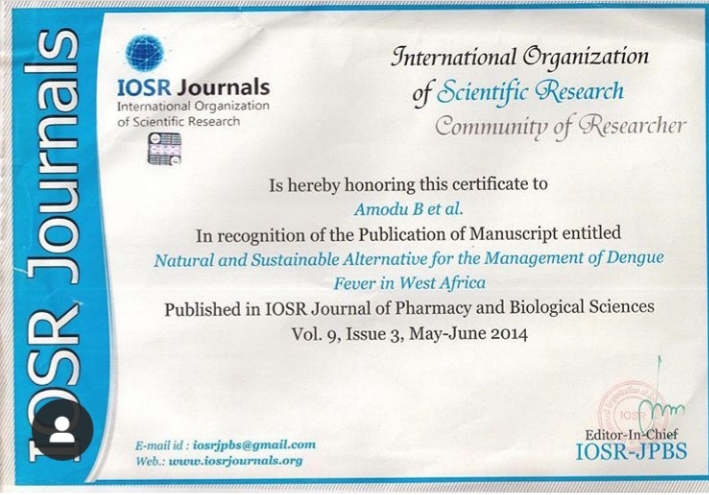 IOSR Journals
IOSR Journals
International Organization
of Scientific Research
International Organization
of Scientific Research
Community of Researcher
Is hereby honoring this certificate to
Amodu B et al.
In recognition of the Publication of Manuscript entitled
Natural and Sustainable Alternative for the Management of Dengue
Fever in West Africa
Published in IOSR Journal of Pharmacy and Biological Sciences
Vol. 9, Issue 3, May-June 2014
IOSR
Editor-In-Chief
IOSR-JPBS
E-mail id : iosrjpbs@gmail.com
Web.: www.iosrjournals.org